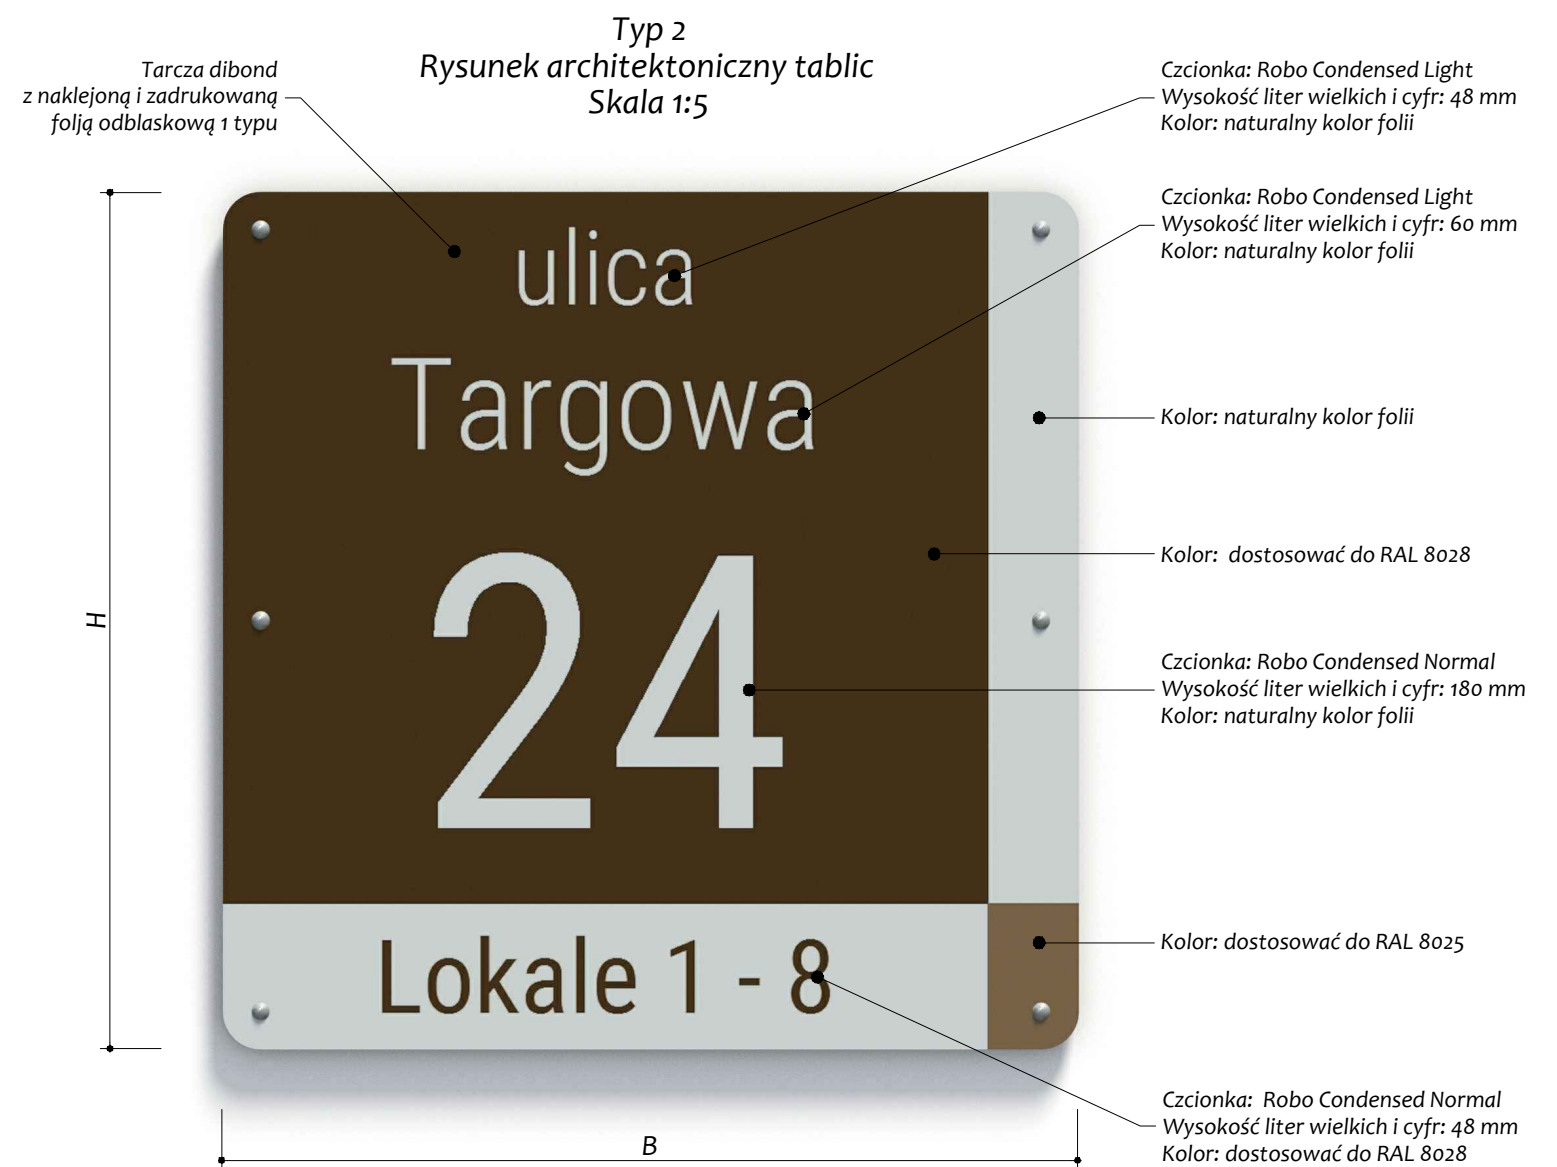 Typ 2
Rysunek architektoniczny tablic
Skala 1:5
Tarcza dibond
z naklejoną i zadrukowaną
folją odblaskową 1 typu
Czcionka: Robo Condensed Light
Wysokość liter wielkich i cyfr: 48 mm
Kolor: naturalny kolor folii
Czcionka: Robo Condensed Light
Wysokość liter wielkich i cyfr: 60 mm
Kolor: naturalny kolor folii
ulica
Targowa
24
Lokale 1 - 8
Kolor: naturalny kolor folii
Kolor: dostosować do RAL 8028
Czcionka: Robo Condensed Normal
Wysokość liter wielkich i cyfr: 180 mm
Kolor: naturalny kolor folii
Kolor: dostosować do RAL 8025
Czcionka: Robo Condensed Normal
Wysokość liter wielkich i cyfr: 48 mm
Kolor: dostosować do RAL 8028
H
B